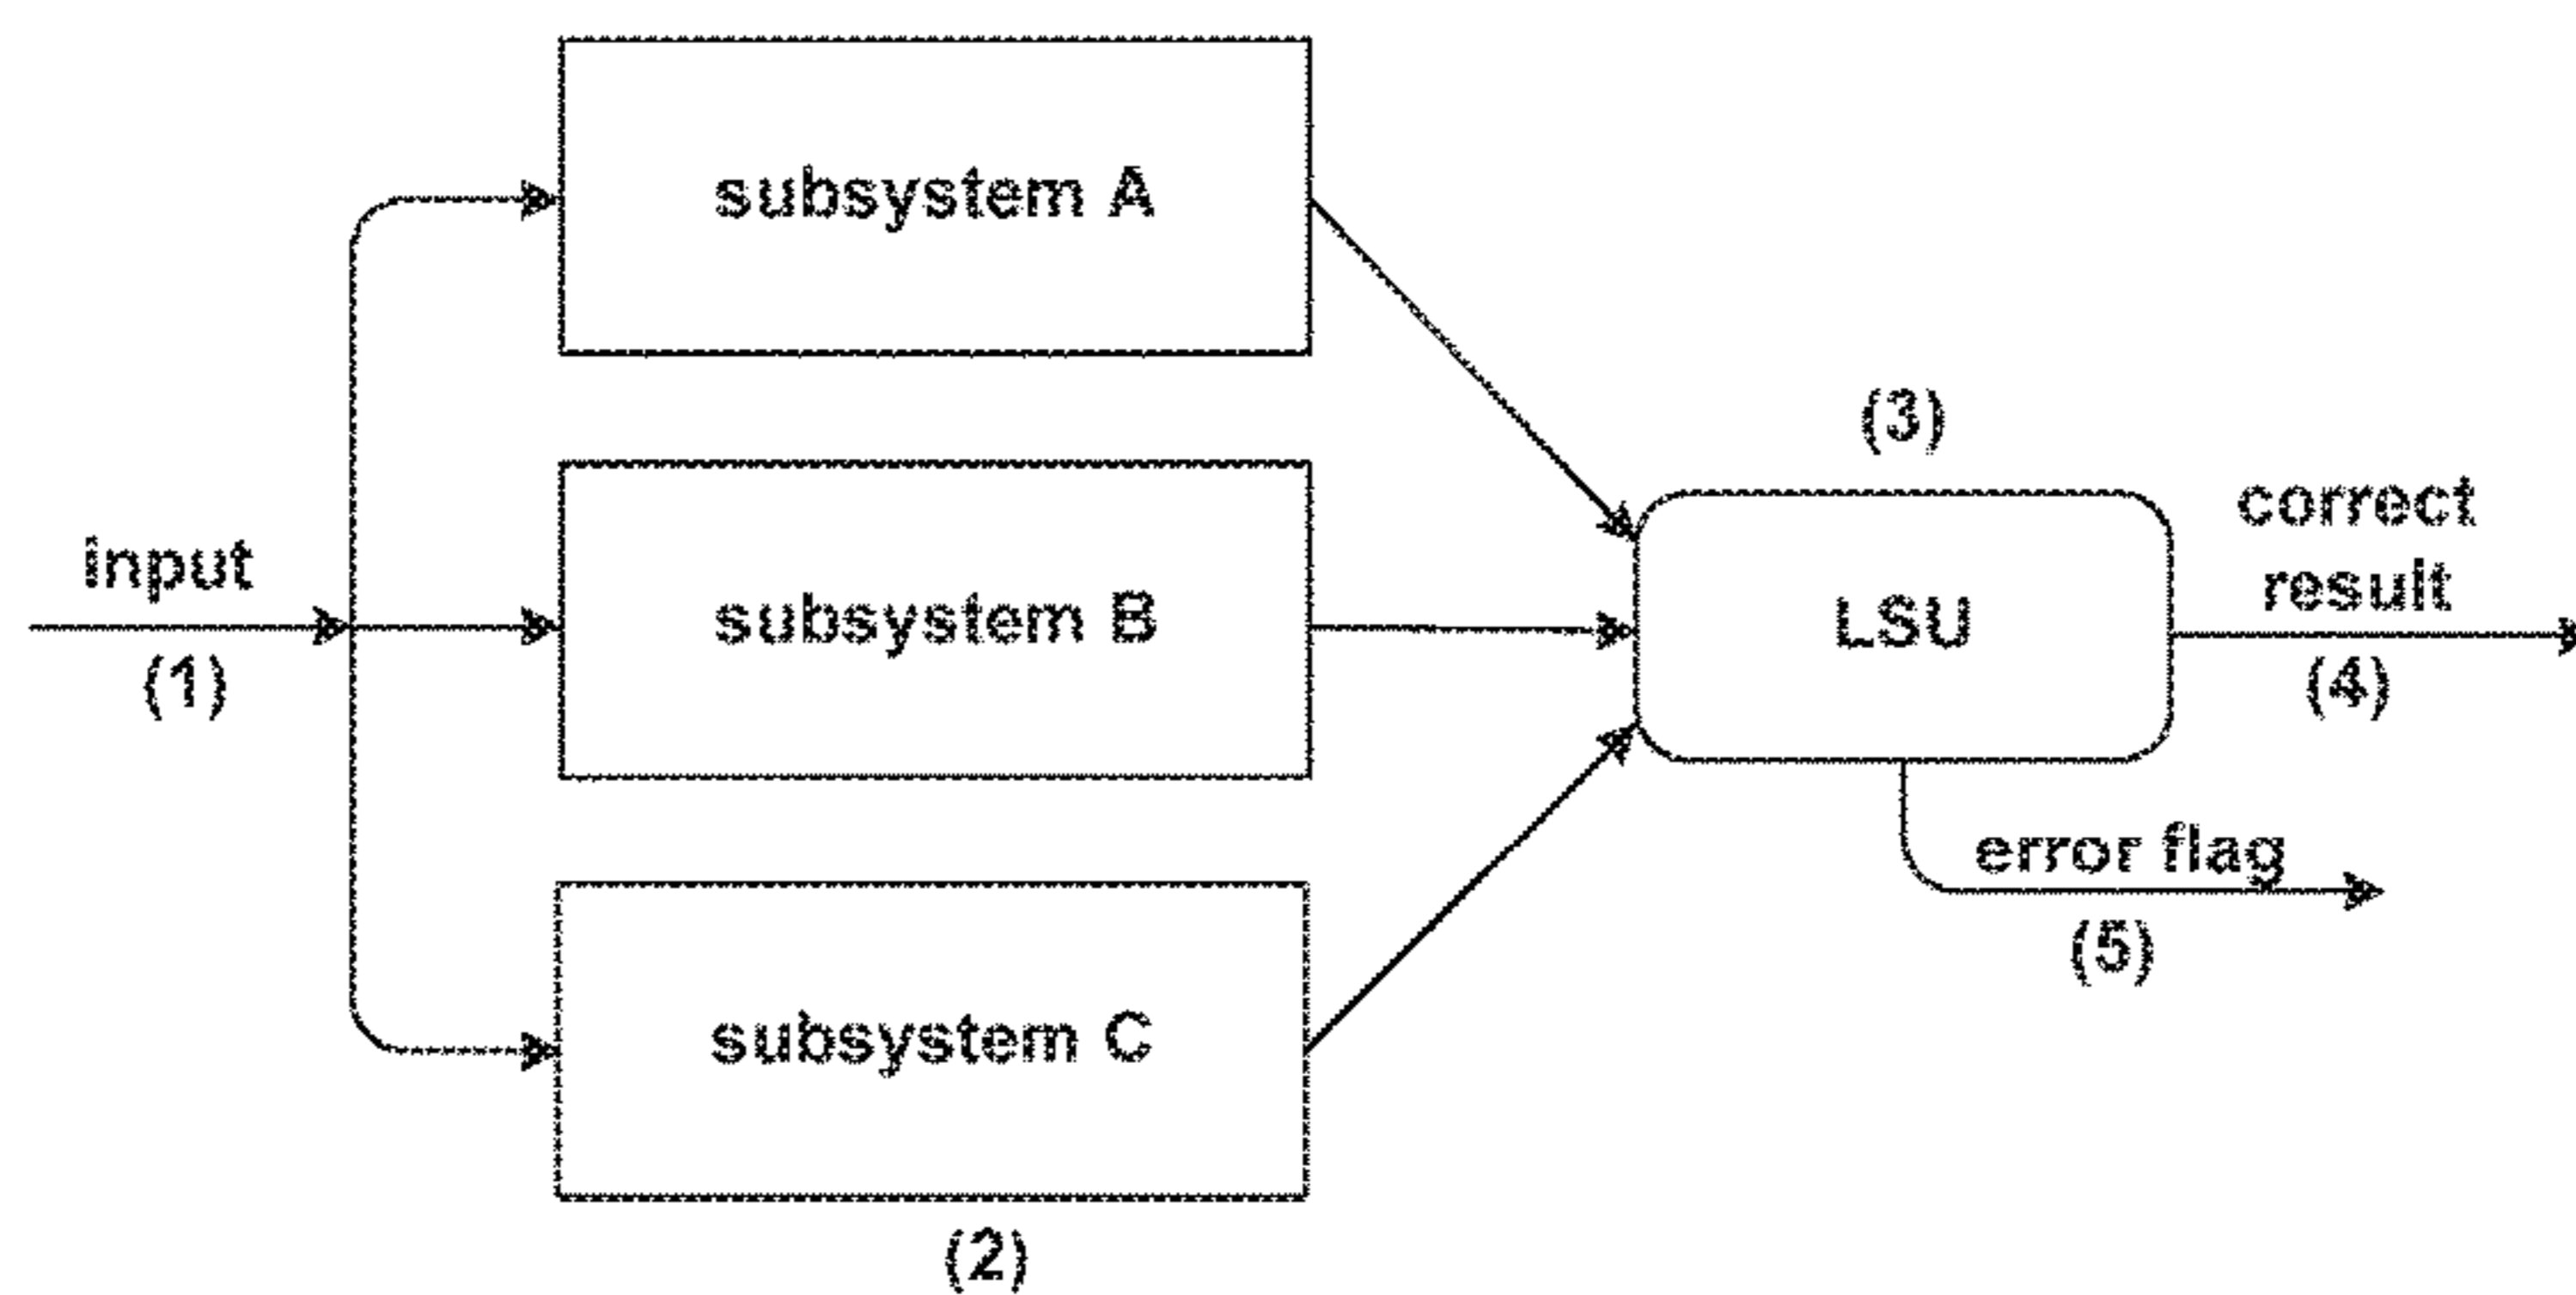 subsystem A
(3)
correct
result
input
subsystem B
LSU
(1)
(4)
error flag
(5)
subsystem C
(2)